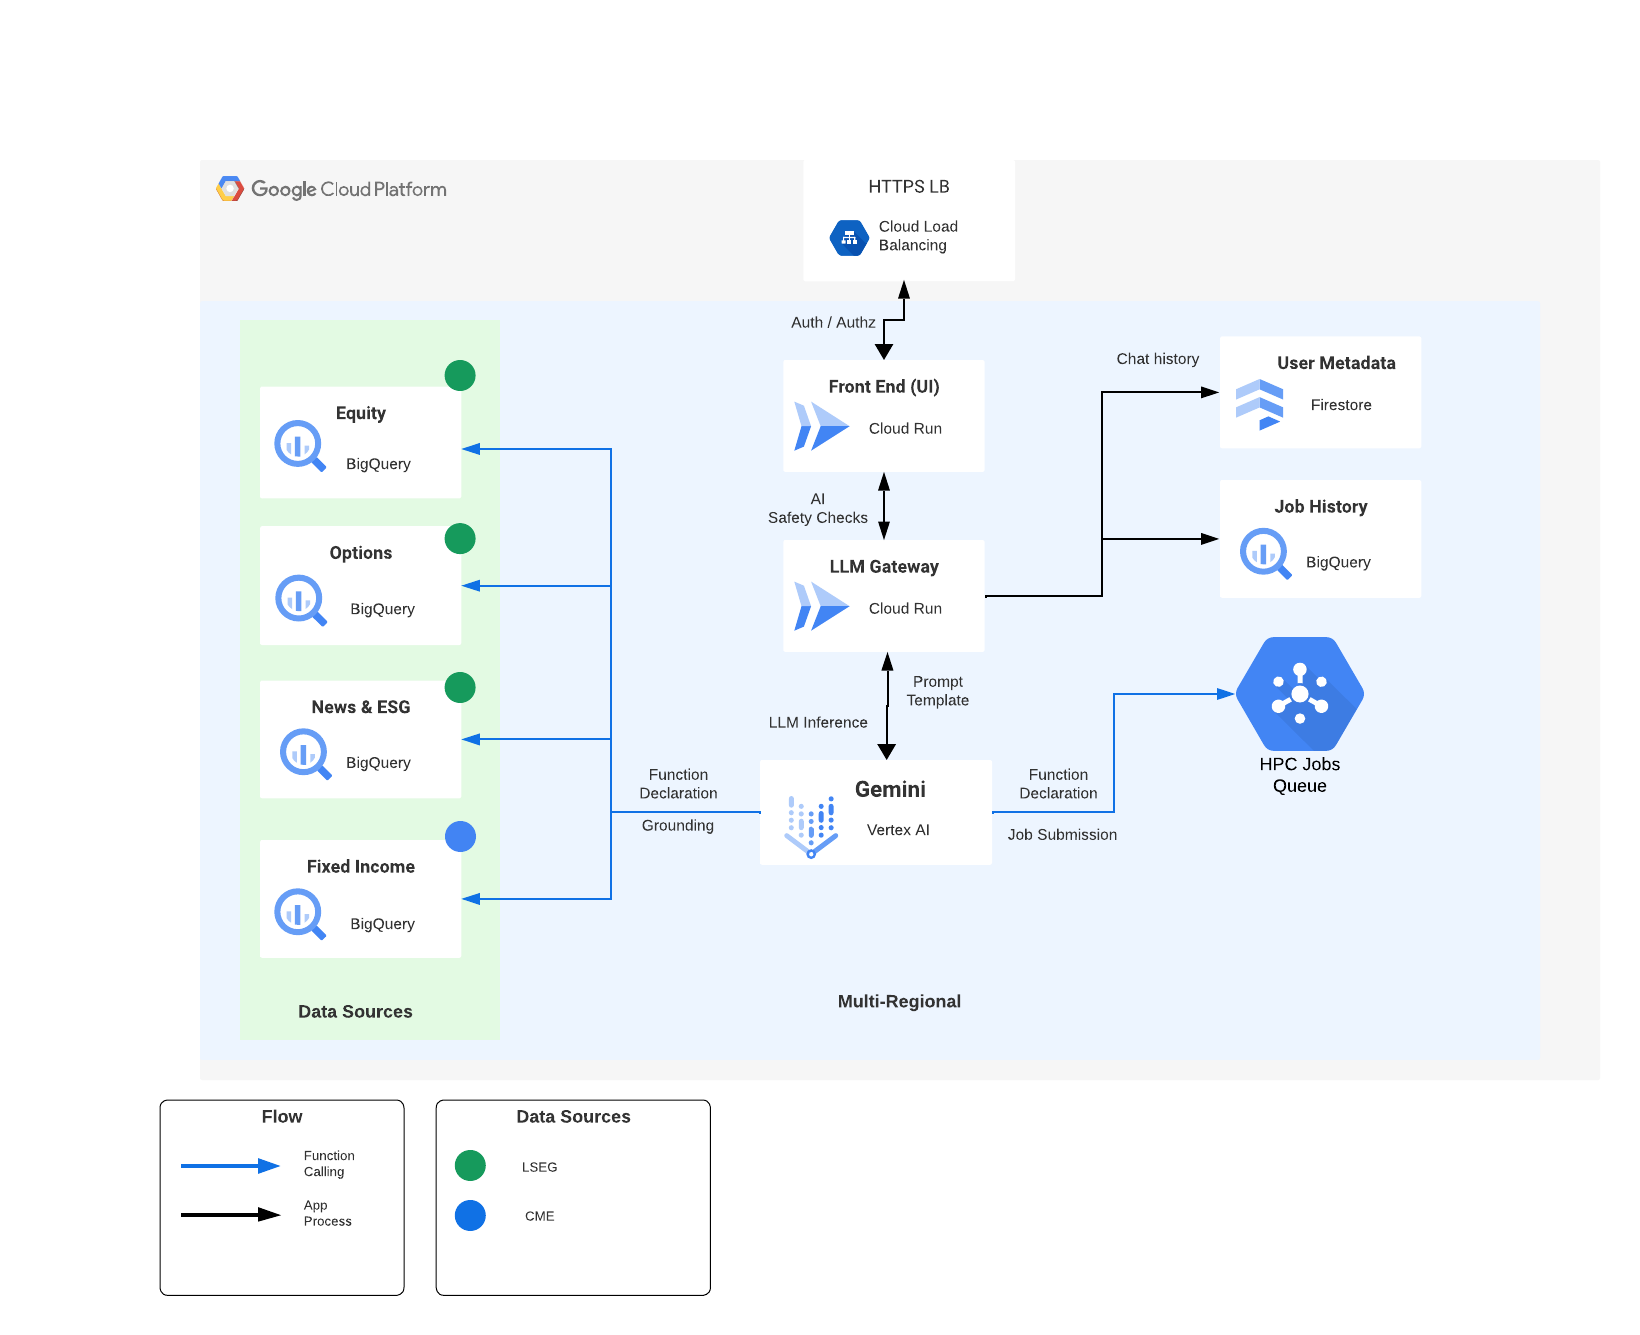 Google Cloud Platform
HTTPS LB
Cloud Load
Balancing
Auth / Authz
Front End (UI)
Cloud Run
AI
Safety Checks
LLM Gateway
Cloud Run
Prompt
Template
LLM Inference
Gemini
Vertex AI
Function
Declaration
Grounding
Function
Declaration
Job Submission
Chat history
User Metadata
Firestore
Job History
BigQuery
HPC Jobs
Queue
Equity
BigQuery
Options
BigQuery
News & ESG
BigQuery
Fixed Income
BigQuery
Data Sources
Multi-Regional
Flow
Function
Calling
App
Process
Data Sources
LSEG
CME